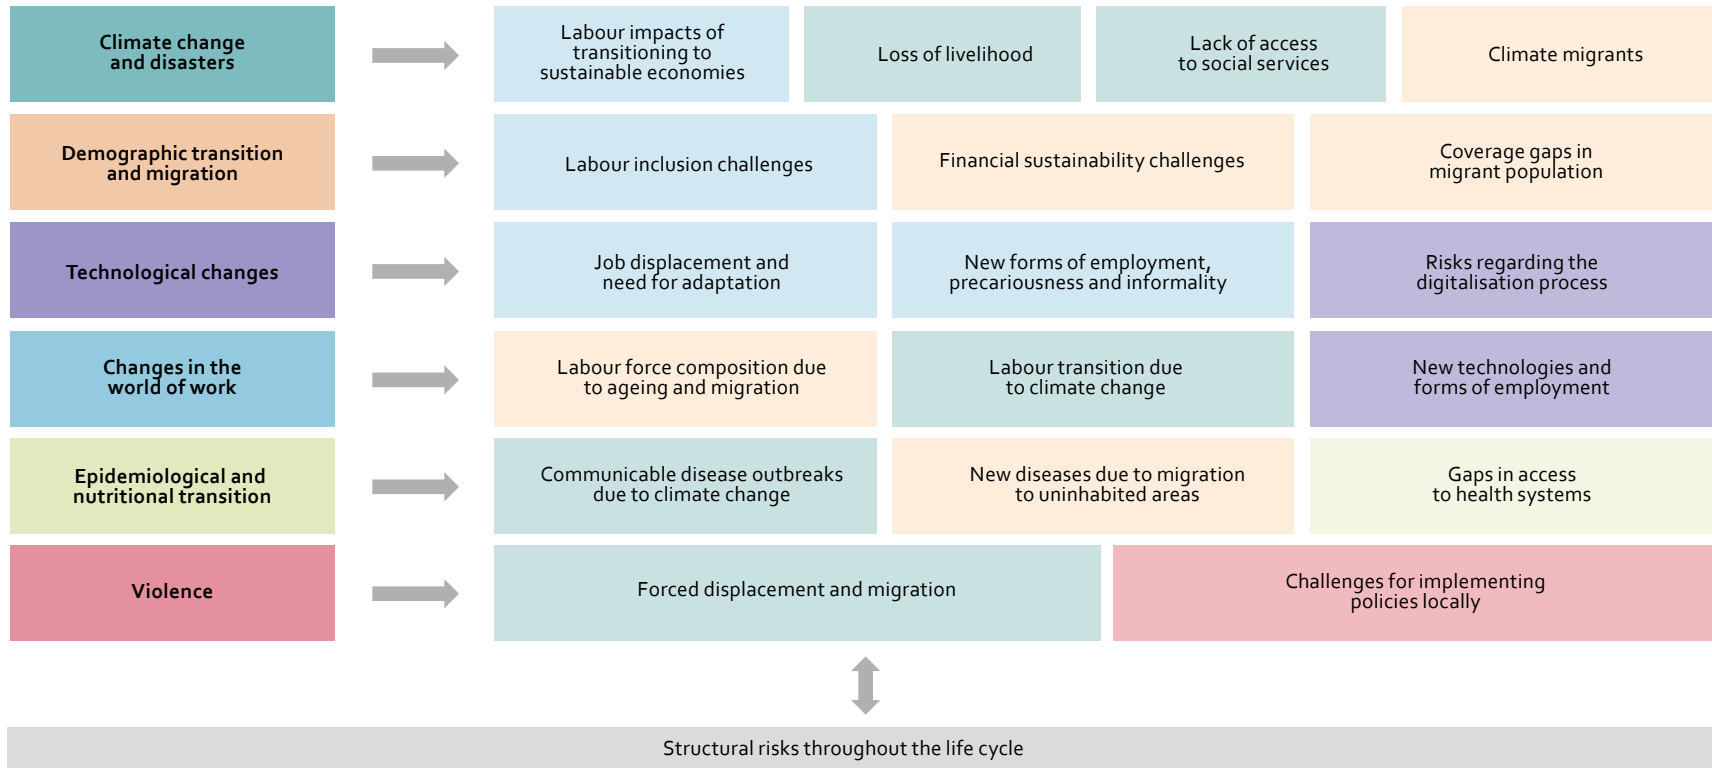 Climate change
and disasters
Labour impacts of
transitioning to
sustainable economies
Loss of livelihood
Lack of access
to social services
Climate migrants
Demographic transition
and migration
Labour inclusion challenges
Financial sustainability challenges
Coverage gaps in
migrant population
Technological changes
Job displacement and
need for adaptation
New forms of employment,
precariousness and informality
Risks regarding the
digitalisation process
Changes in the
world of work
Labour force composition due
to ageing and migration
Labour transition due
to climate change
New technologies and
forms of employment
Epidemiological and
nutritional transition
Communicable disease outbreaks
due to climate change
New diseases due to migration
to uninhabited areas
Gaps in access
to health systems
Violence
Forced displacement and migration
Challenges for implementing
policies locally
Structural risks throughout the life cycle